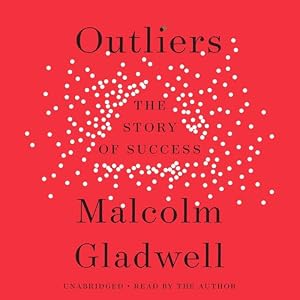 Outliers
THE
STORY
OF SUCCESS
Malcolm
Gladwell
UNABRIDGED • READ BY THE AUTHOR